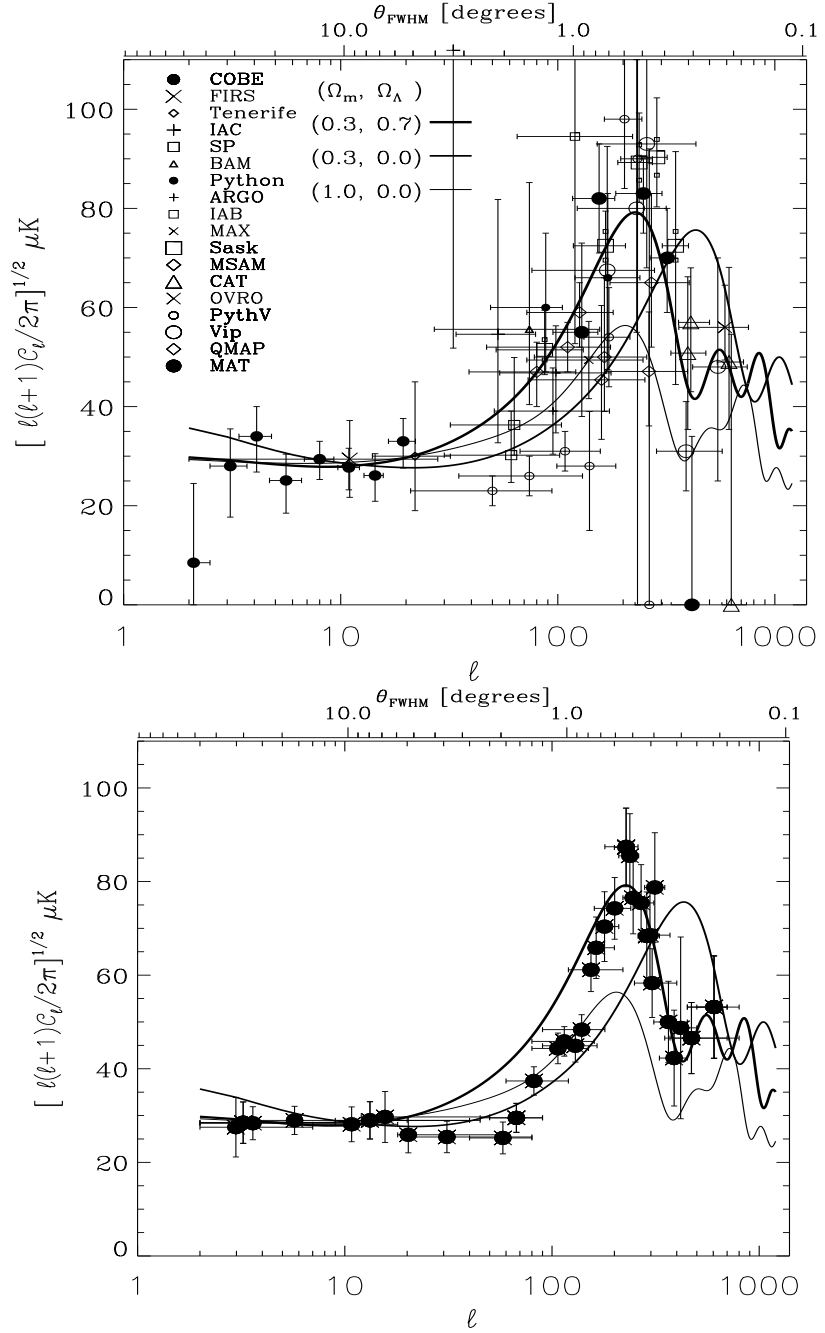 θFWHM [degrees]
10.0 1.0 0.1
COBE
FIRS
Tenerife
IAC
SP
BAM
Python
ARGO
IAB
MAX
Sask
MSAM
CAT
OVRO
PythV
Vip
QMAP
MAT
(Ωm, ΩΛ)
(0.3, 0.7)
(0.3, 0.0)
(1.0, 0.0)
[ ℓ(ℓ+1)Cℓ/2π]1/2 μK
100
80
60
40
20
0
1 10 100 1000
ℓ
θFWHM [degrees]
10.0 1.0 0.1
[ ℓ(ℓ+1)Cℓ/2π]1/2 μK
100
80
60
40
20
0
1 10 100 1000
ℓ